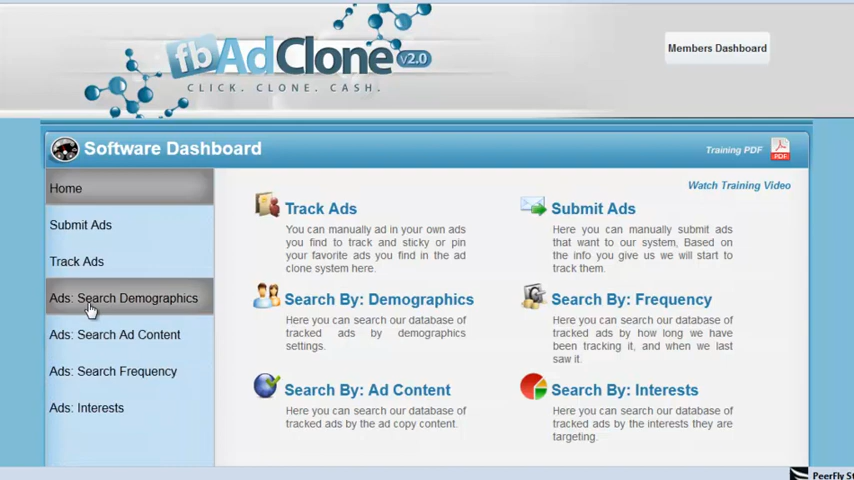 fbAdClone v2.0
CLICK. CLONE. CASH.
Members Dashboard
Software Dashboard
Training PDF
PDF
Home
Submit Ads
Track Ads
Ads: Search Demographics
Ads: Search Ad Content
Ads: Search Frequency
Ads: Interests
Watch Training Video
Track Ads
You can manually ad in your own ads
you find to track and sticky or pin
your favorite ads you find in the ad
clone system here.
Submit Ads
Here you can manually submit ads
that want to our system, Based on
the info you give us we will start to
track them.
Search By: Demographics
Here you can search our database of
tracked ads by demographics
settings.
Search By: Frequency
Here you can search our database of
tracked ads by how long we have
been tracking it, and when we last
saw it.
Search By: Ad Content
Here you can search our database of
tracked ads by the ad copy content.
Search By: Interests
Here you can search our database of
tracked ads by the interests they are
targeting.
PeerFly St